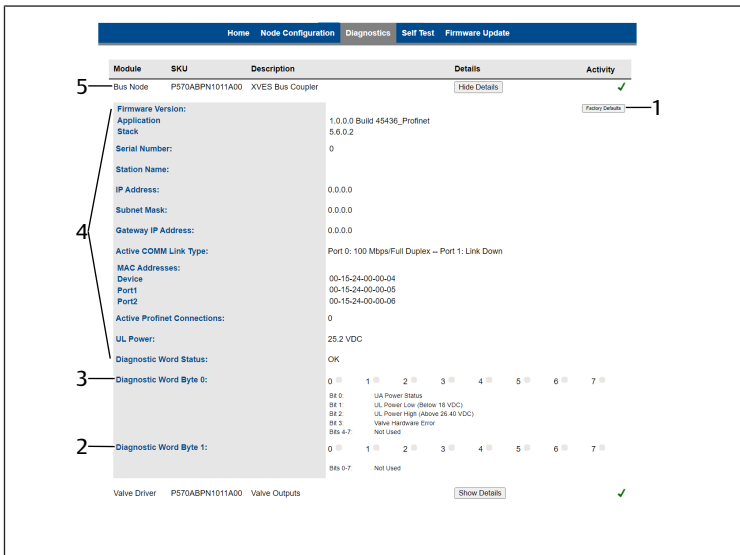 Home Node Configuration Diagnostics Self Test Firmware Update
Module SKU Description Details Activity
5 Bus Node P570ABPN1011A00 XVES Bus Coupler Hide Details
Firmware Version: Factory Defaults 1
Application 1.0.0.0 Build 45436_Profinet
Stack 5.6.0.2
Serial Number: 0
Station Name:
IP Address: 0.0.0.0
Subnet Mask: 0.0.0.0
4
Gateway IP Address: 0.0.0.0
Active COMM Link Type: Port 0: 100 Mbps/Full Duplex -- Port 1: Link Down
MAC Addresses:
Device 00-15-24-00-00-04
Port1 00-15-24-00-00-05
Port2 00-15-24-00-00-06
Active Profinet Connections: 0
UL Power: 25.2 VDC
Diagnostic Word Status: OK
3 Diagnostic Word Byte 0: 0 1 2 3 4 5 6 7
Bit 0: UA Power Status
Bit 1: UL Power Low (Below 18 VDC)
Bit 2: UL Power High (Above 26.40 VDC)
Bit 3: Valve Hardware Error
Bits 4-7: Not Used
2 Diagnostic Word Byte 1: 0 1 2 3 4 5 6 7
Bits 0-7: Not Used
Valve Driver P570ABPN1011A00 Valve Outputs Show Details